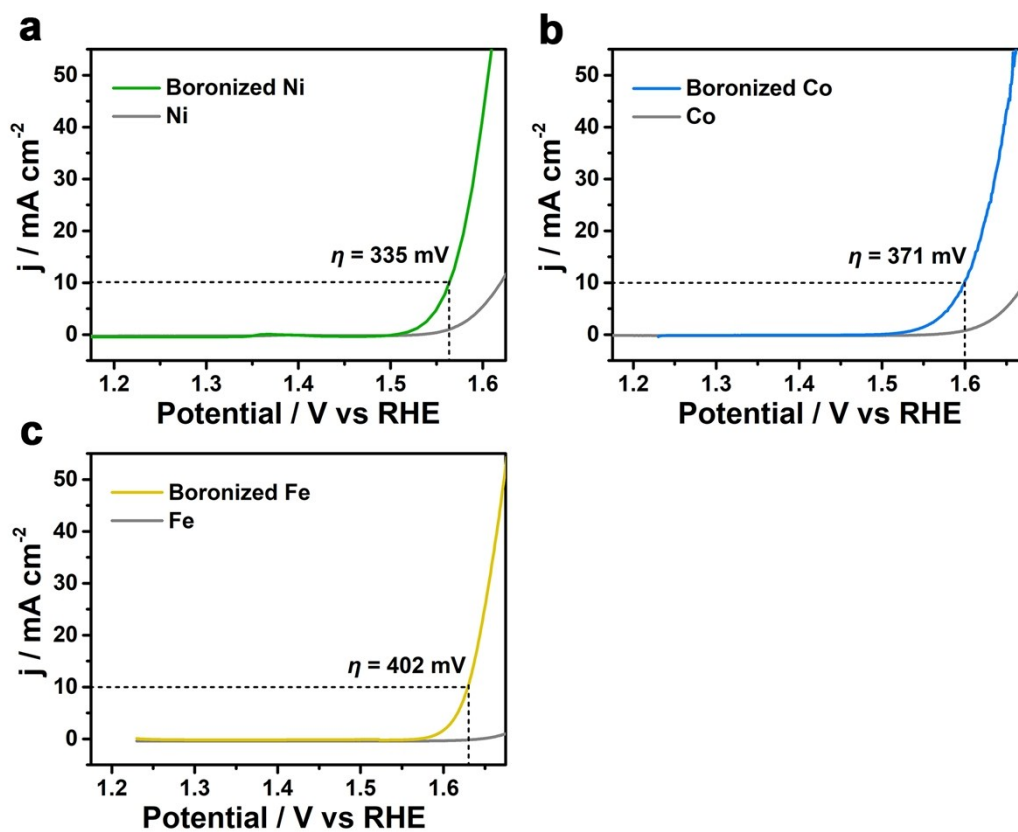 a
50
40
30
20
10
0
j / mA cm⁻²
Boronized Ni
Ni
η = 335 mV
1.2 1.3 1.4 1.5 1.6
Potential / V vs RHE
b
50
40
30
20
10
0
j / mA cm⁻²
Boronized Co
Co
η = 371 mV
1.2 1.3 1.4 1.5 1.6
Potential / V vs RHE
c
50
40
30
20
10
0
j / mA cm⁻²
Boronized Fe
Fe
η = 402 mV
1.2 1.3 1.4 1.5 1.6
Potential / V vs RHE